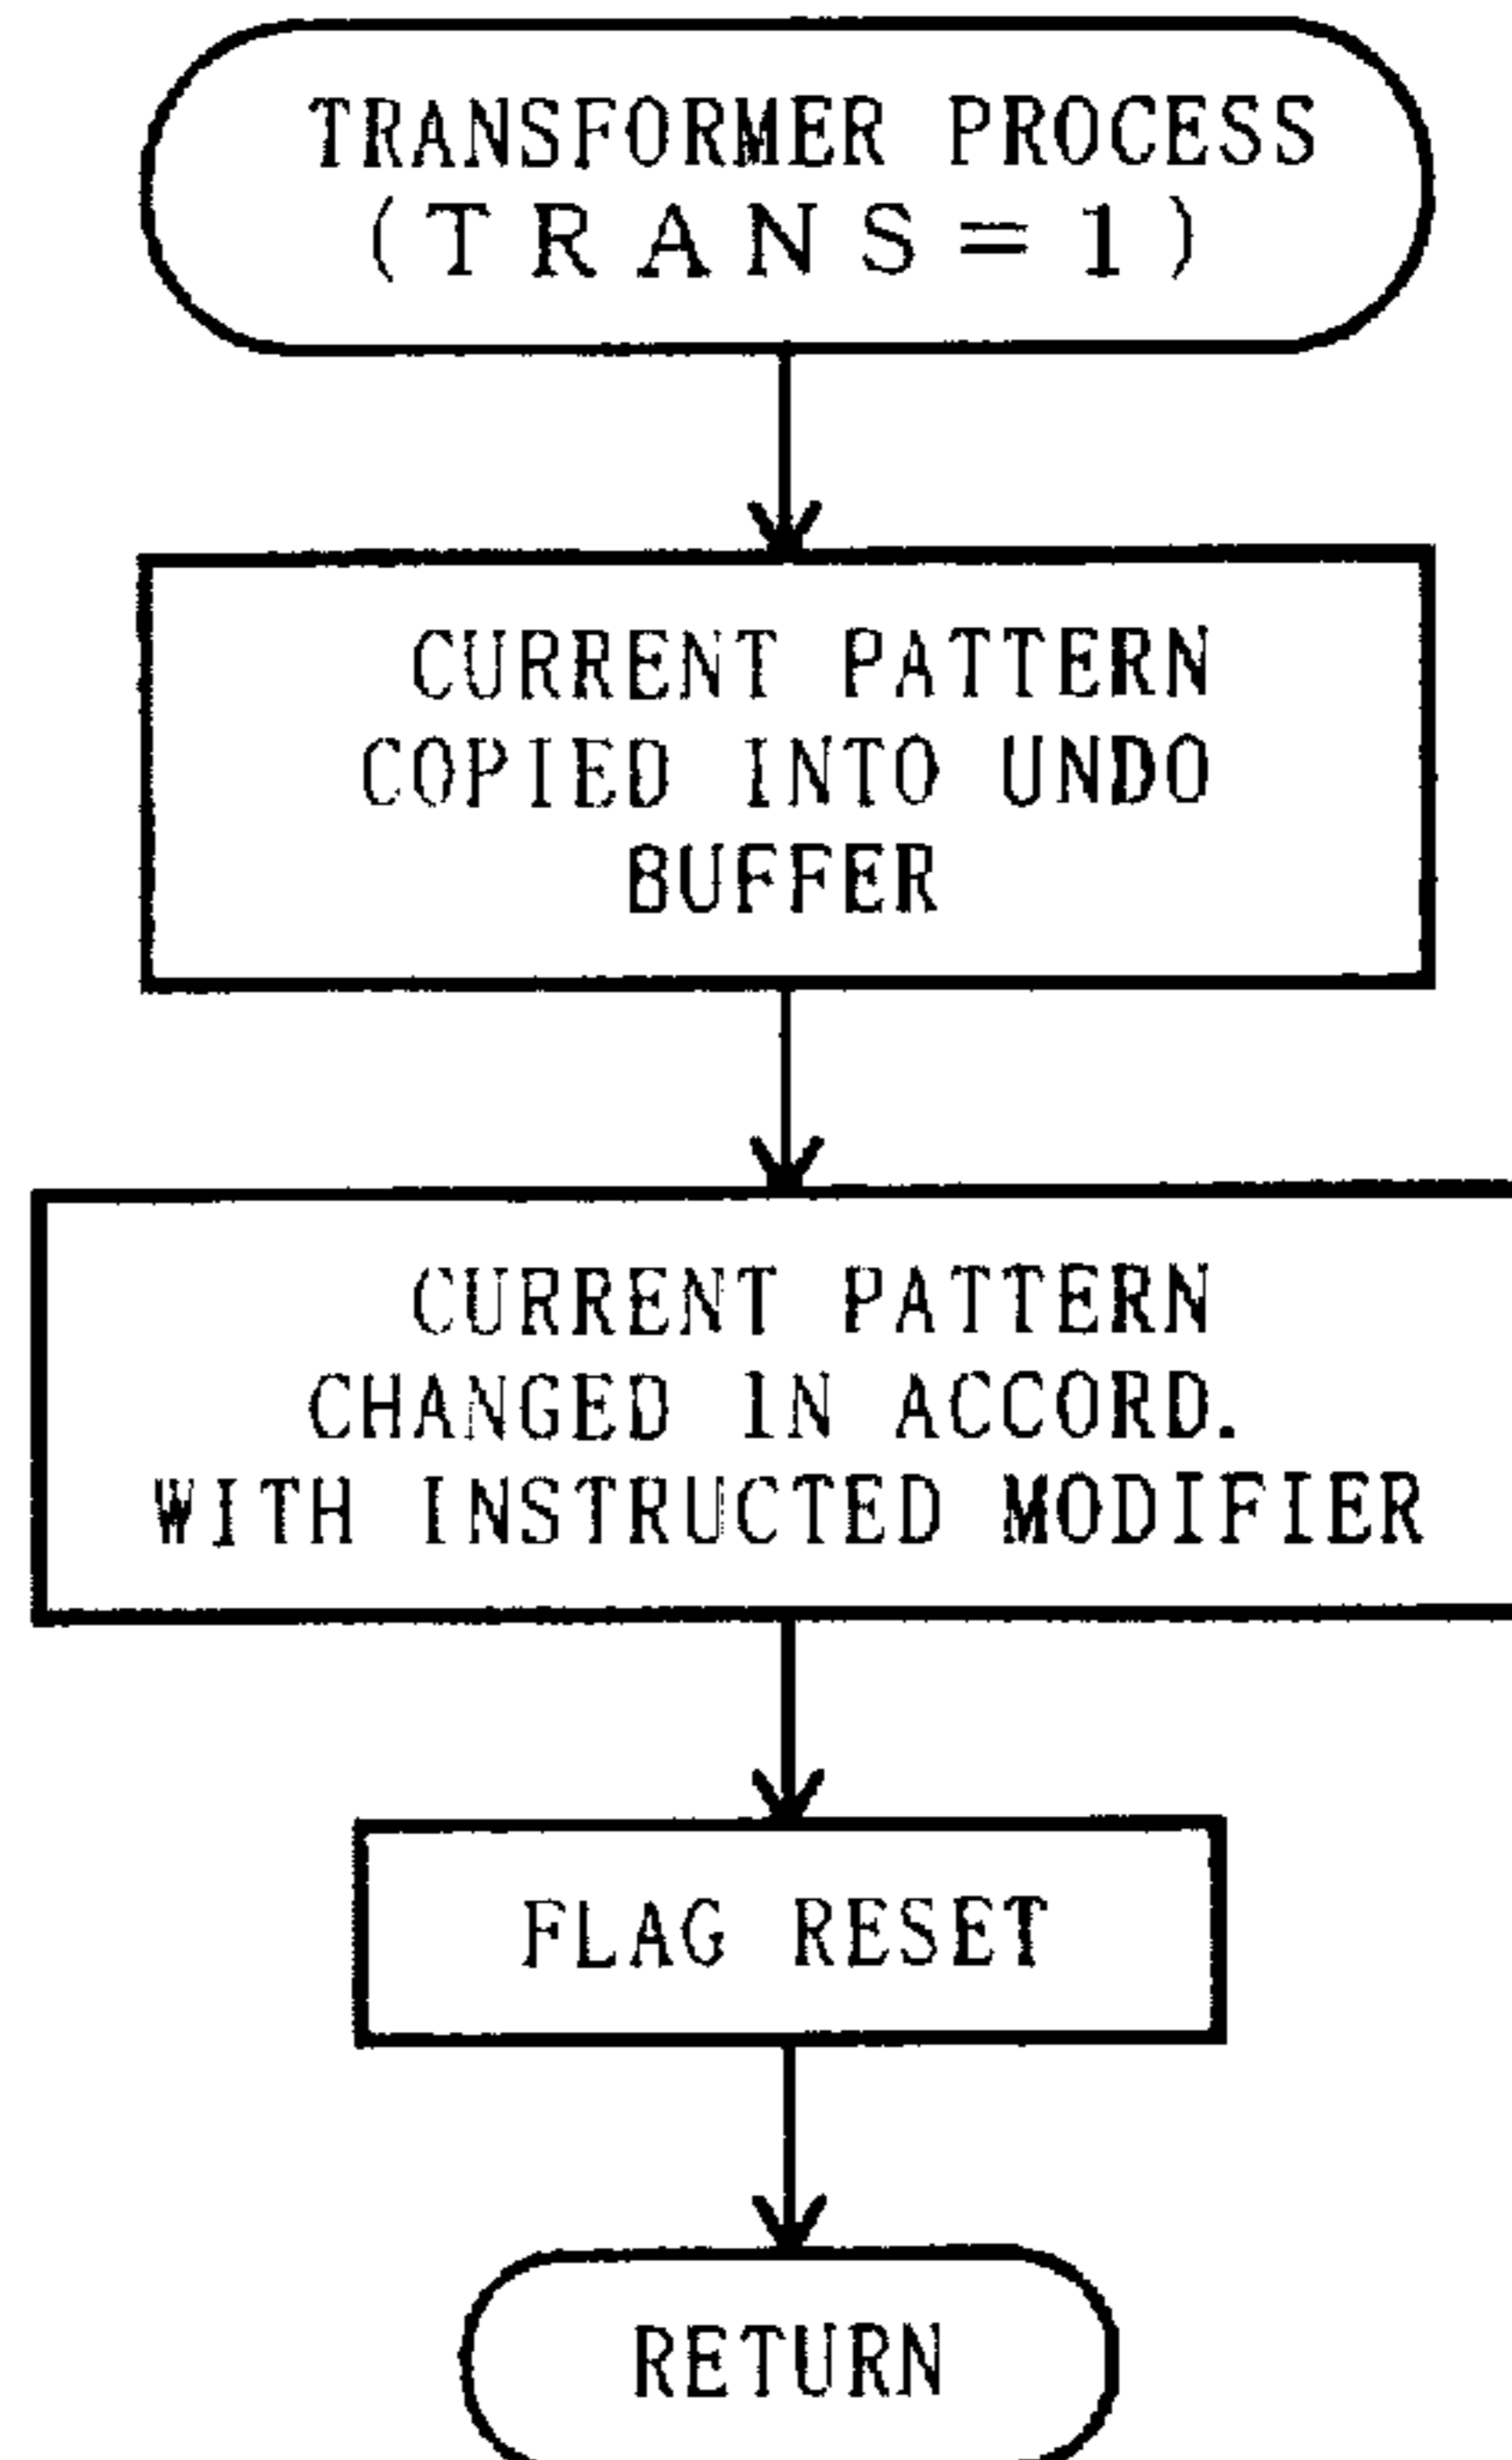 TRANSFORMER PROCESS
(TRANS=1)
CURRENT PATTERN
COPIED INTO UNDO
BUFFER
CURRENT PATTERN
CHANGED IN ACCORD.
WITH INSTRUCTED MODIFIER
FLAG RESET
RETURN